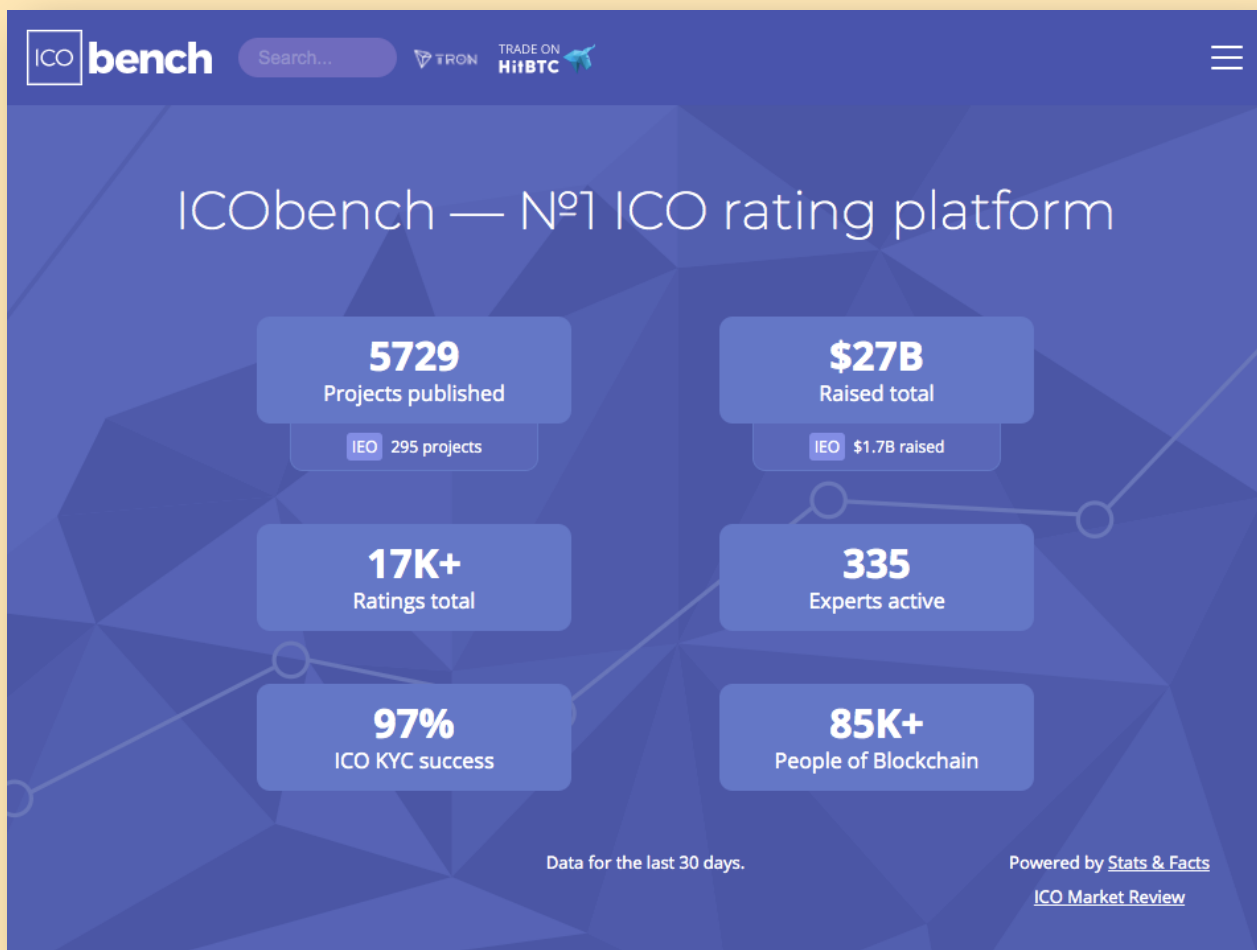 ICO bench
Search...
TRON
TRADE ON
HitBTC
ICObench — №1 ICO rating platform
5729
Projects published
IEO 295 projects
$27B
Raised total
IEO $1.7B raised
17K+
Ratings total
335
Experts active
97%
ICO KYC success
85K+
People of Blockchain
Data for the last 30 days.
Powered by Stats & Facts
ICO Market Review